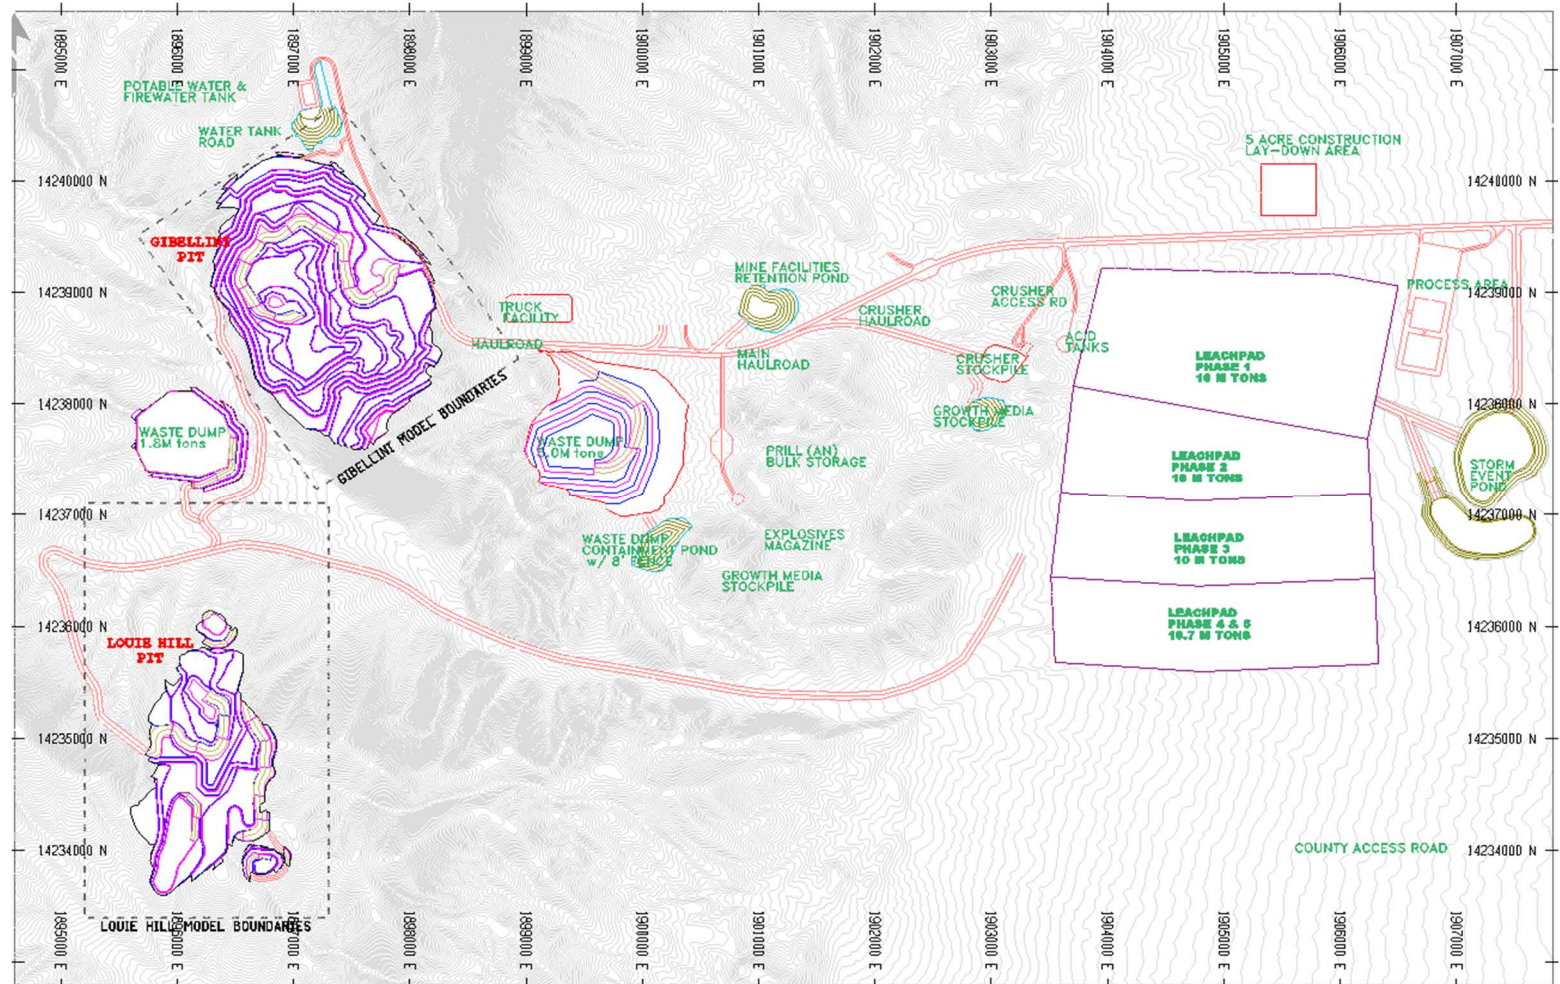 1895000 E
1896000 E
1897000 E
1898000 E
1899000 E
1900000 E
1901000 E
1902000 E
1903000 E
1904000 E
1905000 E
1906000 E
1907000 E
POTABLE WATER &
FIREWATER TANK
WATER TANK
ROAD
5 ACRE CONSTRUCTION
LAY-DOWN AREA
14240000 N
14240000 N
GIBELLINI
PIT
MINE FACILITIES
RETENTION POND
PROCESS AREA
14239000 N
14239000 N
TRUCK
FACILITY
CRUSHER
ACCESS RD
CRUSHER
HAULROAD
HAULROAD
MAIN
HAULROAD
ACID
TANKS
CRUSHER
STOCKPILE
LEACHPAD
PHASE 1
10 M TONS
GIBELLINI MODEL BOUNDARIES
14238000 N
14238000 N
GROWTH MEDIA
STOCKPILE
WASTE DUMP
1.8M tons
WASTE DUMP
tons
PRILL (AN)
BULK STORAGE
LEACHPAD
PHASE 2
10 M TONS
STORM
EVENT
POND
14237000 N
14237000 N
WASTE DUMP
CONTAINMENT POND
w/ 8' FENCE
EXPLOSIVES
MAGAZINE
LEACHPAD
PHASE 3
10 M TONS
GROWTH MEDIA
STOCKPILE
14236000 N
14236000 N
LOUIE HILL
PIT
LEACHPAD
PHASE 4 & 5
M TONS
14235000 N
14235000 N
14234000 N
COUNTY ACCESS ROAD
14234000 N
LOUIE HILL MODEL BOUNDARIES
1895000 E
1896000 E
1897000 E
1898000 E
1899000 E
1900000 E
1901000 E
1902000 E
1903000 E
1904000 E
1905000 E
1906000 E
1907000 E